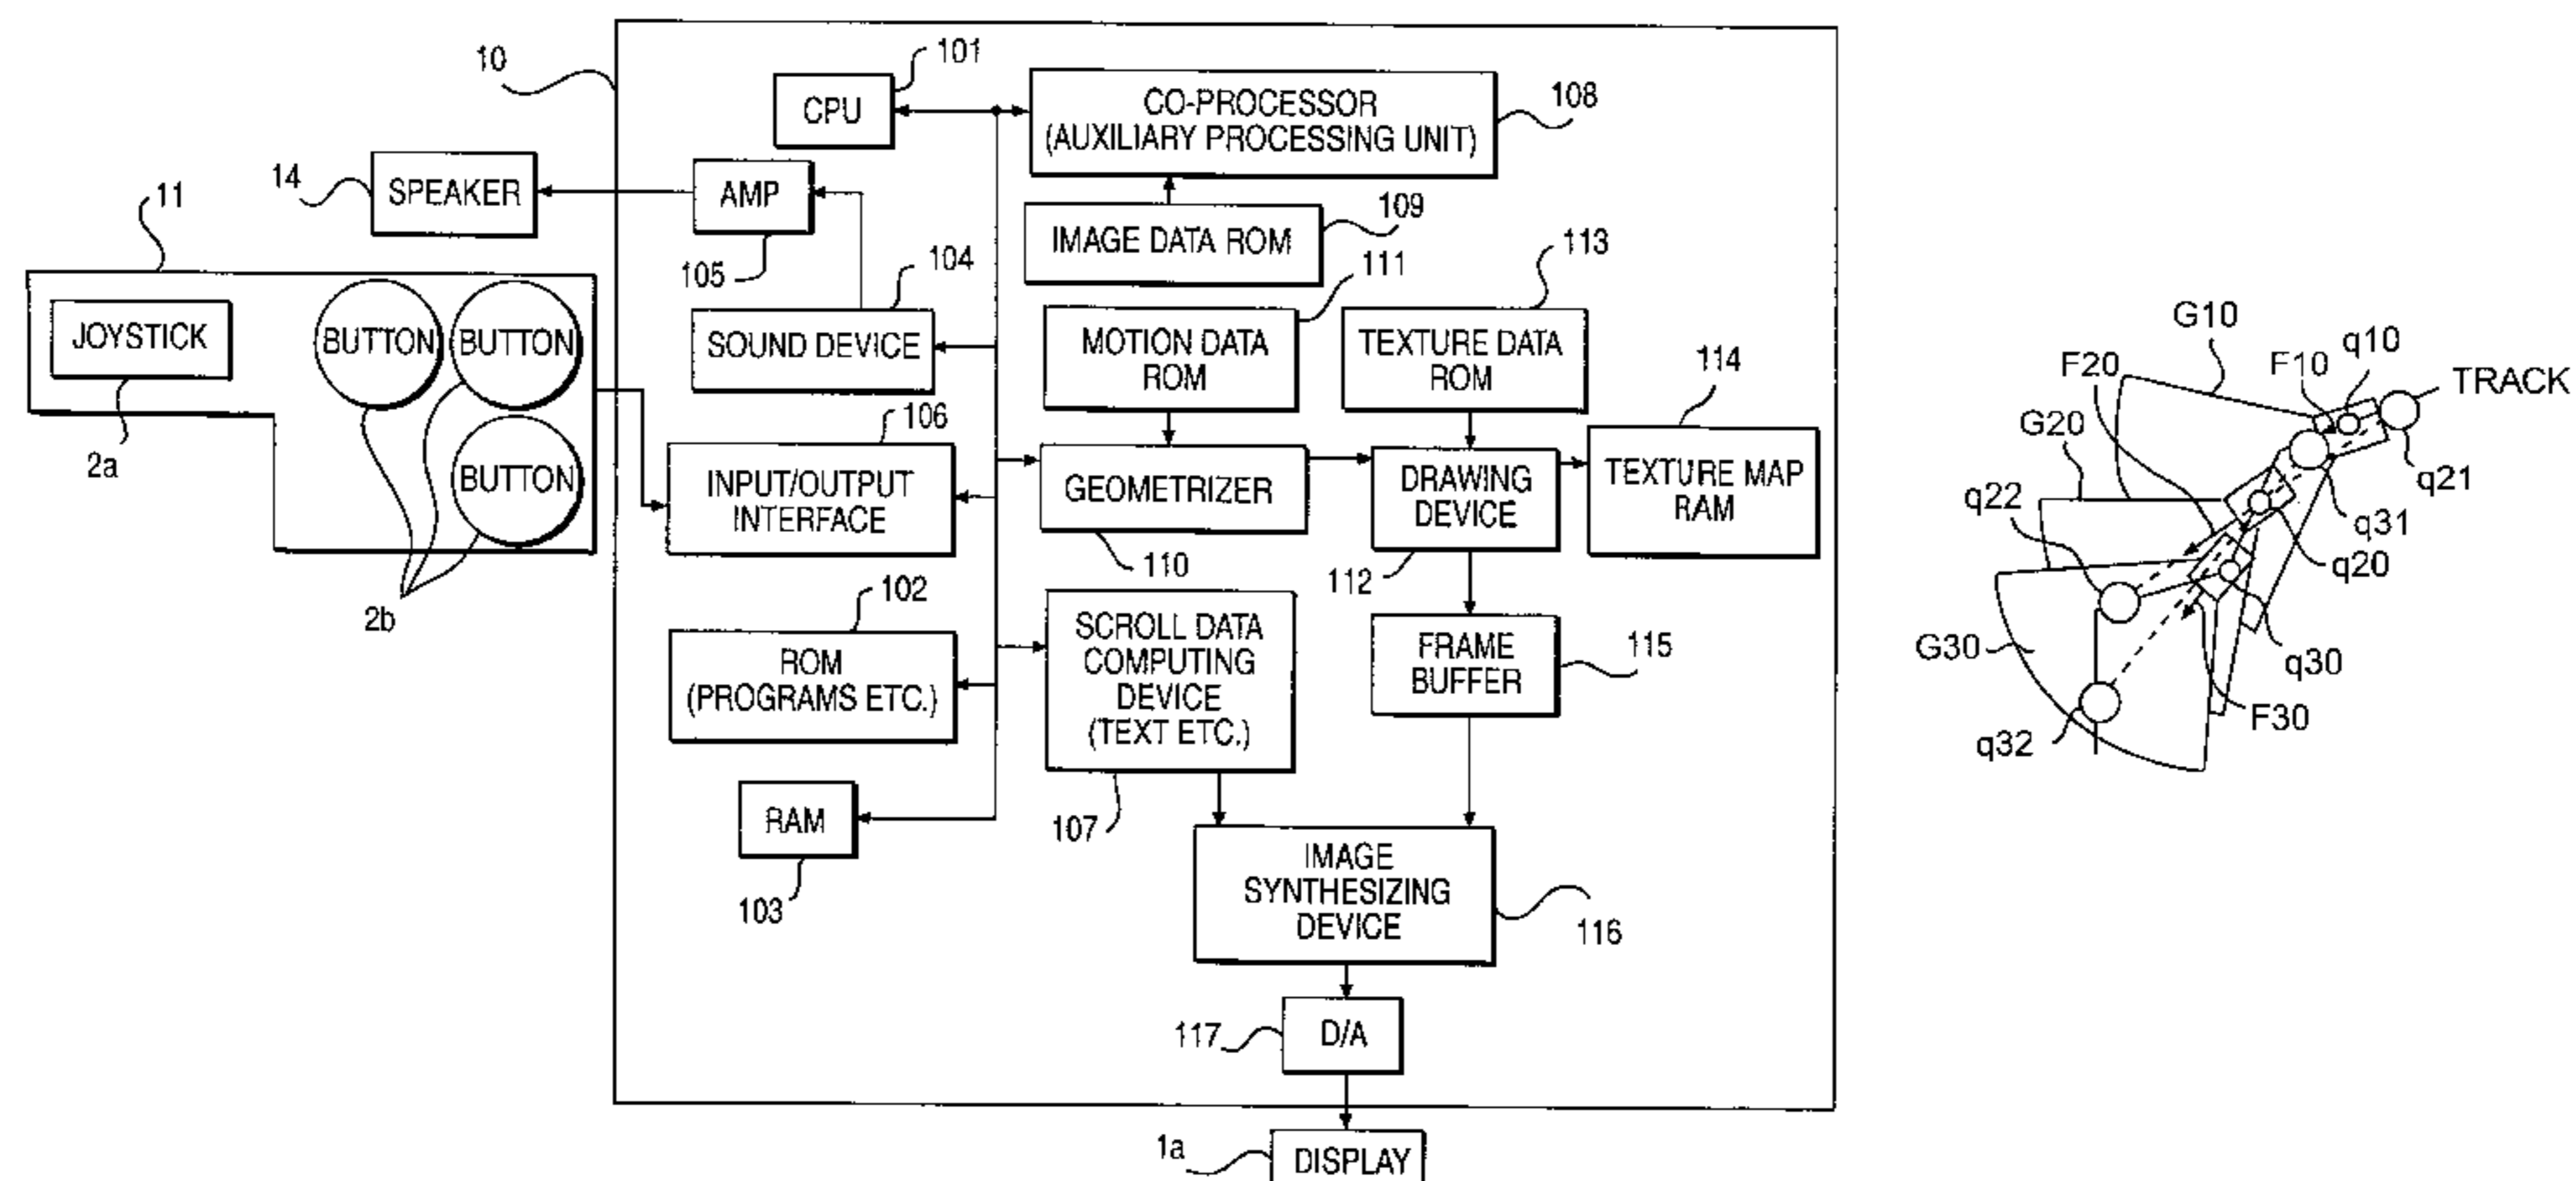 10
101
CPU
CO-PROCESSOR
(AUXILIARY PROCESSING UNIT)
108
14
SPEAKER
AMP
105
IMAGE DATA ROM
109
11
JOYSTICK
2a
BUTTON
BUTTON
BUTTON
2b
104
SOUND DEVICE
111
MOTION DATA
ROM
113
TEXTURE DATA
ROM
114
TEXTURE MAP
RAM
106
INPUT/OUTPUT
INTERFACE
GEOMETRIZER
110
DRAWING
DEVICE
112
102
ROM
(PROGRAMS ETC.)
SCROLL DATA
COMPUTING
DEVICE
(TEXT ETC.)
107
FRAME
BUFFER
115
RAM
103
IMAGE
SYNTHESIZING
DEVICE
116
117
D/A
1a
DISPLAY
G10
q10
F10
F20
TRACK
G20
q21
q22
q31
q20
G30
q30
F30
q32